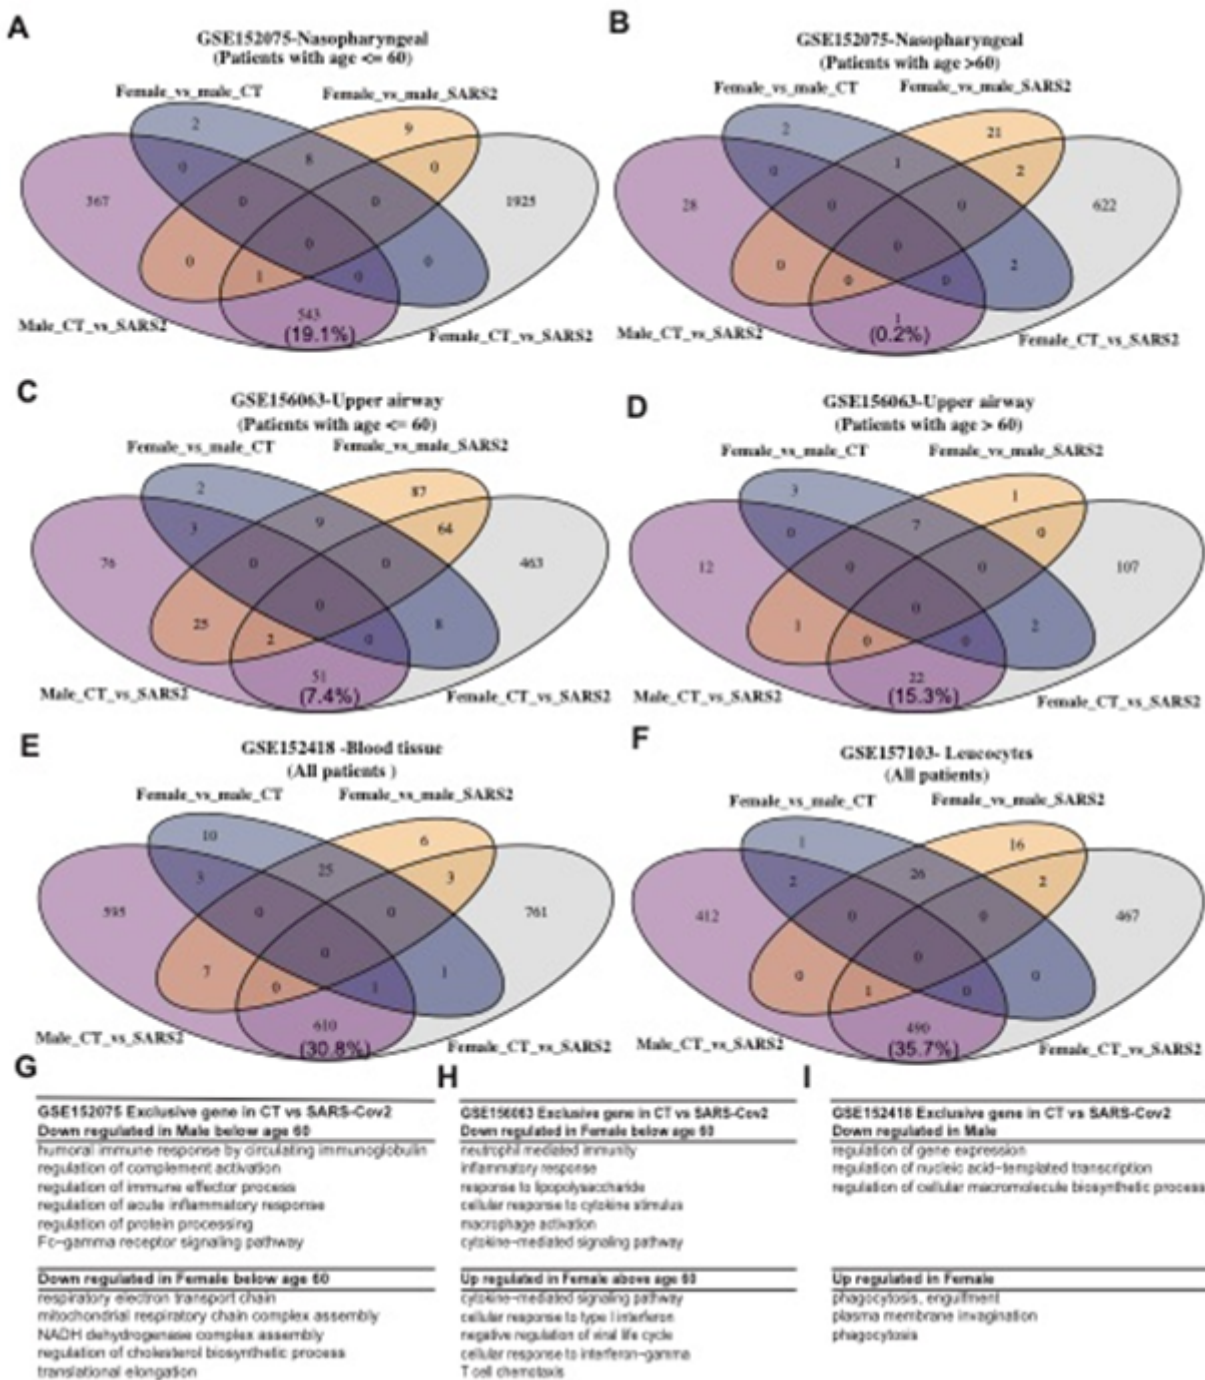 A
GSE152075-Nasopharyngeal
(Patients with age <= 60)
Female_vs_male_CT
Female_vs_male_SARS2
2
9
0
8
0
367
0
0
1925
0
0
1
0
0
543
(19.1%)
Male_CT_vs_SARS2
Female_CT_vs_SARS2
B
GSE152075-Nasopharyngeal
(Patients with age >60)
Female_vs_male_CT
Female_vs_male_SARS2
2
21
0
1
2
28
0
0
622
0
0
0
0
2
1
(0.2%)
Male_CT_vs_SARS2
Female_CT_vs_SARS2
C
GSE156063-Upper airway
(Patients with age <= 60)
Female_vs_male_CT
Female_vs_male_SARS2
2
87
3
9
64
76
0
0
463
0
25
2
0
8
51
(7.4%)
Male_CT_vs_SARS2
Female_CT_vs_SARS2
D
GSE156063-Upper airway
(Patients with age > 60)
Female_vs_male_CT
Female_vs_male_SARS2
3
1
0
7
0
12
0
0
107
0
1
0
0
2
22
(15.3%)
Male_CT_vs_SARS2
Female_CT_vs_SARS2
E
GSE152418 -Blood tissue
(All patients )
Female_vs_male_CT
Female_vs_male_SARS2
10
6
3
25
3
595
0
0
761
0
7
0
1
1
610
(30.8%)
Male_CT_vs_SARS2
Female_CT_vs_SARS2
F
GSE157103- Leucocytes
(All patients)
Female_vs_male_CT
Female_vs_male_SARS2
1
16
2
26
2
412
0
0
467
0
0
1
0
0
490
(35.7%)
Male_CT_vs_SARS2
Female_CT_vs_SARS2
G
GSE152075 Exclusive gene in CT vs SARS-Cov2
Down regulated in Male below age 60
humoral immune response by circulating immunoglobulin
regulation of complement activation
regulation of immune effector process
regulation of acute inflammatory response
regulation of protein processing
Fc-gamma receptor signaling pathway
Down regulated in Female below age 60
respiratory electron transport chain
mitochondrial respiratory chain complex assembly
NADH dehydrogenase complex assembly
regulation of cholesterol biosynthetic process
translational elongation
H
GSE156063 Exclusive gene in CT vs SARS-Cov2
Down regulated in Female below age 60
neutrophil mediated immunity
inflammatory response
response to lipopolysaccharide
cellular response to cytokine stimulus
macrophage activation
cytokine-mediated signaling pathway
Up regulated in Female above age 60
cytokine-mediated signaling pathway
cellular response to type I interferon
negative regulation of viral life cycle
cellular response to interferon-gamma
T cell chemotaxis
I
GSE152418 Exclusive gene in CT vs SARS-Cov2
Down regulated in Male
regulation of gene expression
regulation of nucleic acid-templated transcription
regulation of cellular macromolecule biosynthetic process
Up regulated in Female
phagocytosis, engulfment
plasma membrane invagination
phagocytosis